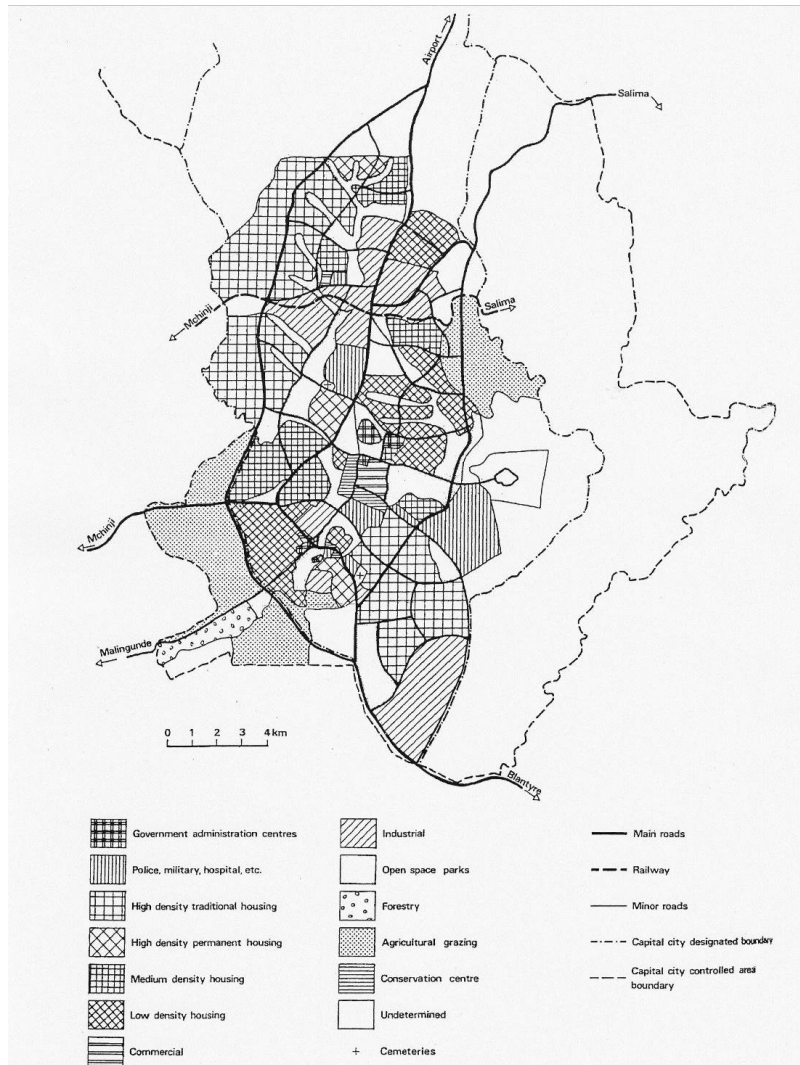 Airport
Salima
Mchinji
Salima
Mchinji
Malingunde
0 1 2 3 4 km
Blantyre
Government administration centres
Police, military, hospital, etc.
High density traditional housing
High density permanent housing
Medium density housing
Low density housing
Commercial
Industrial
Open space parks
Forestry
Agricultural grazing
Conservation centre
Undetermined
+ Cemeteries
Main roads
Railway
Minor roads
Capital city designated boundary
Capital city controlled area
boundary